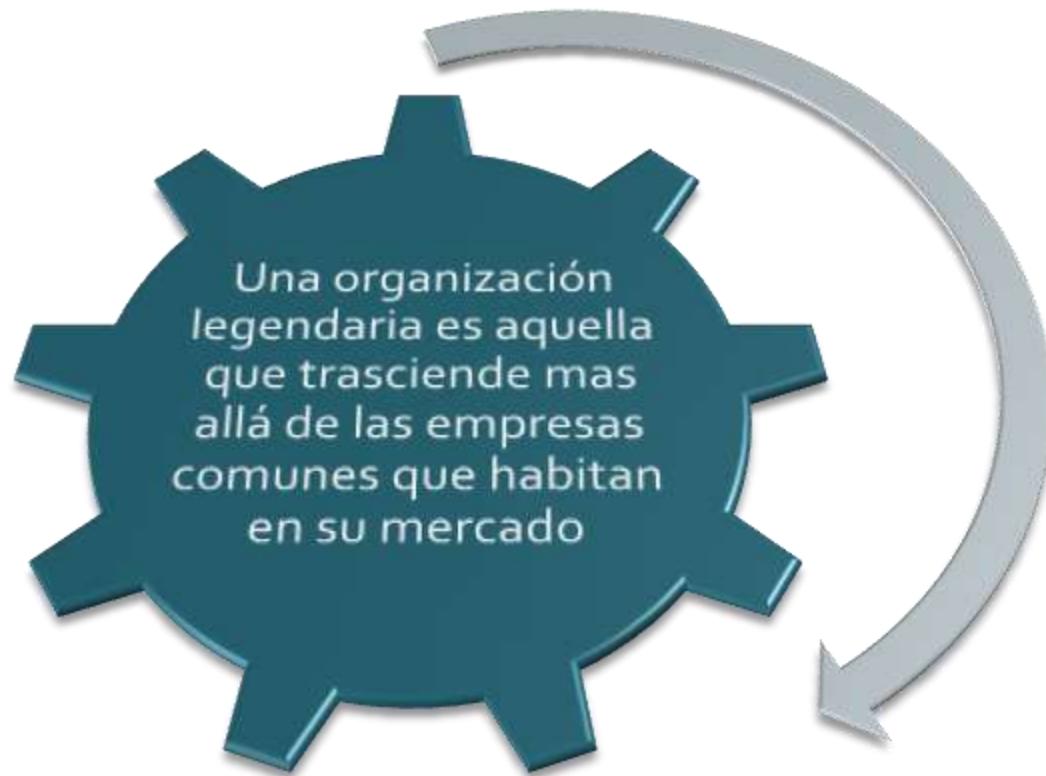 Una organización
legendaria es aquella
que trasciende mas
allá de las empresas
comunes que habitan
en su mercado